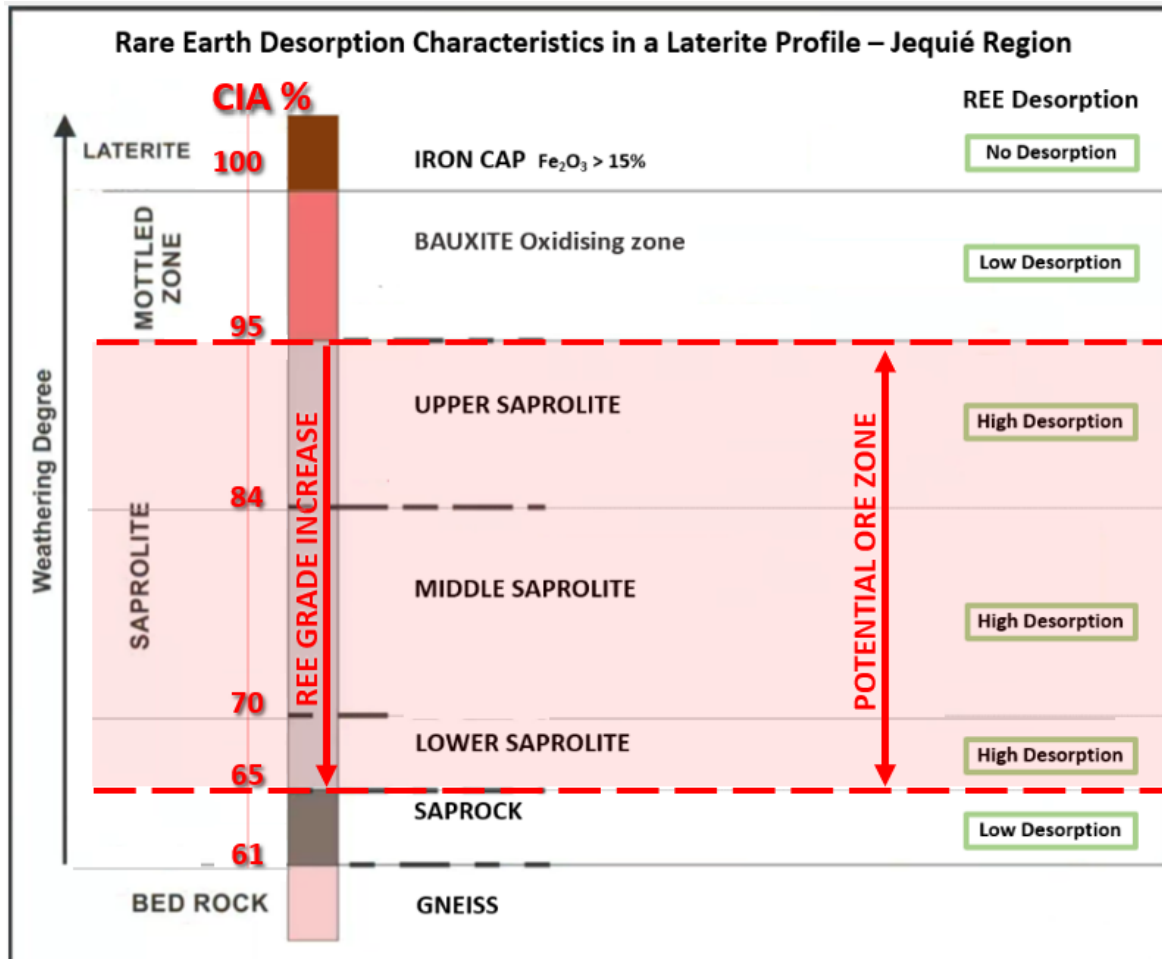 Rare Earth Desorption Characteristics in a Laterite Profile – Jequié Region
CIA %
REE Desorption
LATERITE
100
IRON CAP Fe₂O₃ > 15%
No Desorption
MOTTLED
ZONE
BAUXITE Oxidising zone
Low Desorption
95
Weathering Degree
SAPROLITE
REE GRADE INCREASE
UPPER SAPROLITE
POTENTIAL ORE ZONE
High Desorption
84
MIDDLE SAPROLITE
High Desorption
70
LOWER SAPROLITE
High Desorption
65
SAPROCK
Low Desorption
61
BED ROCK
GNEISS